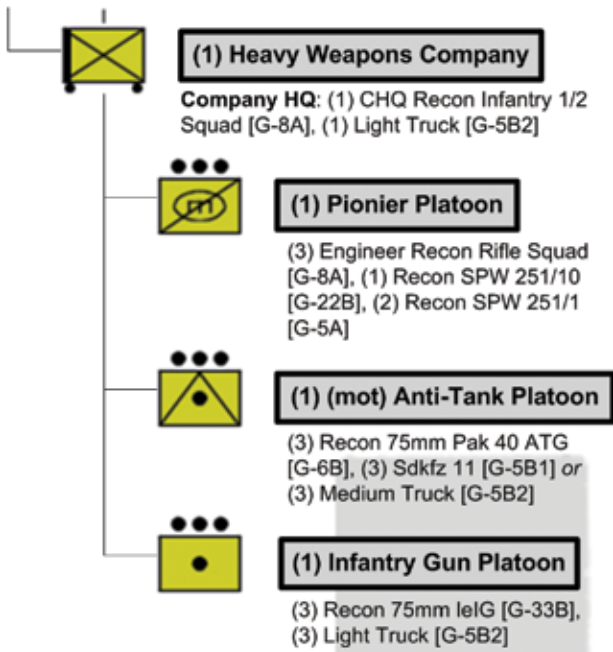 (1) Heavy Weapons Company
Company HQ: (1) CHQ Recon Infantry 1/2
Squad [G-8A], (1) Light Truck [G-5B2]
m
(1) Pionier Platoon
(3) Engineer Recon Rifle Squad
[G-8A], (1) Recon SPW 251/10
[G-22B], (2) Recon SPW 251/1
[G-5A]
(1) (mot) Anti-Tank Platoon
(3) Recon 75mm Pak 40 ATG
[G-6B], (3) Sdkfz 11 [G-5B1] or
(3) Medium Truck [G-5B2]
(1) Infantry Gun Platoon
(3) Recon 75mm leIG [G-33B],
(3) Light Truck [G-5B2]